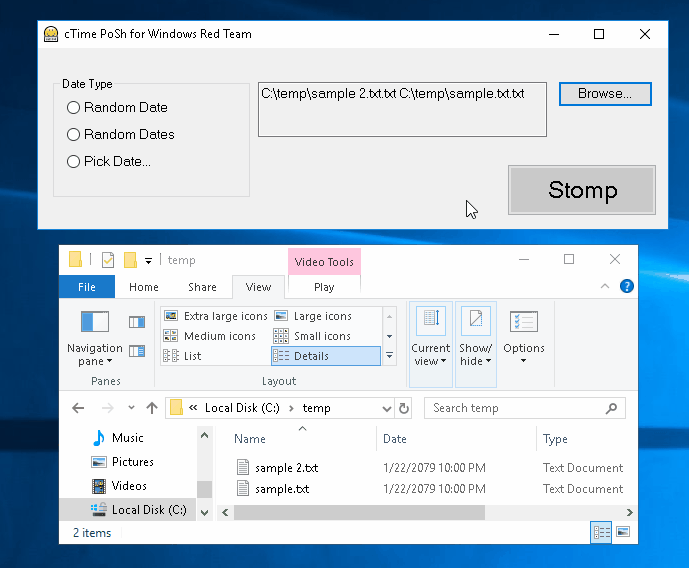 cTime PoSh for Windows Red Team
Date Type
Random Date
Random Dates
Pick Date...
C:\temp\sample 2.txt.txt C:\temp\sample.txt.txt
Browse...
Stomp
temp
Video Tools
File Home Share View Play
Navigation pane
Panes
Extra large icons Large icons
Medium icons Small icons
List Details
Layout
Current view
Show/ hide
Options
« Local Disk (C:) › temp
Search temp
Music
Pictures
Videos
Local Disk (C:)
Name Date Type
sample 2.txt 1/22/2079 10:00 PM Text Document
sample.txt 1/22/2079 10:00 PM Text Document
2 items